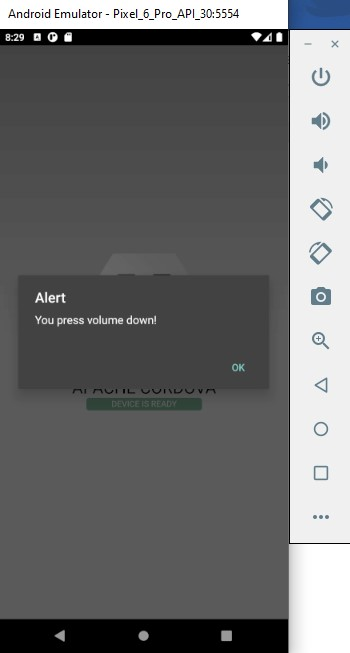 Android Emulator - Pixel_6_Pro_API_30:5554
8:29
Alert
You press volume down!
OK
APACHE CORDOVA
DEVICE IS READY